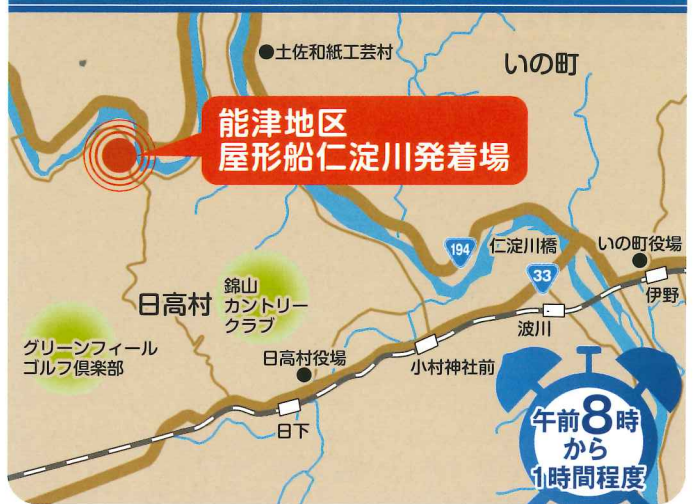 土佐和紙工芸村
いの町
能津地区
屋形船仁淀川発着場
194
仁淀川橋
いの町役場
33
伊野
錦山
カントリー
クラブ
日高村
波川
グリーンフィール
ゴルフ倶楽部
日高村役場
小村神社前
日下
午前8時
から
1時間程度